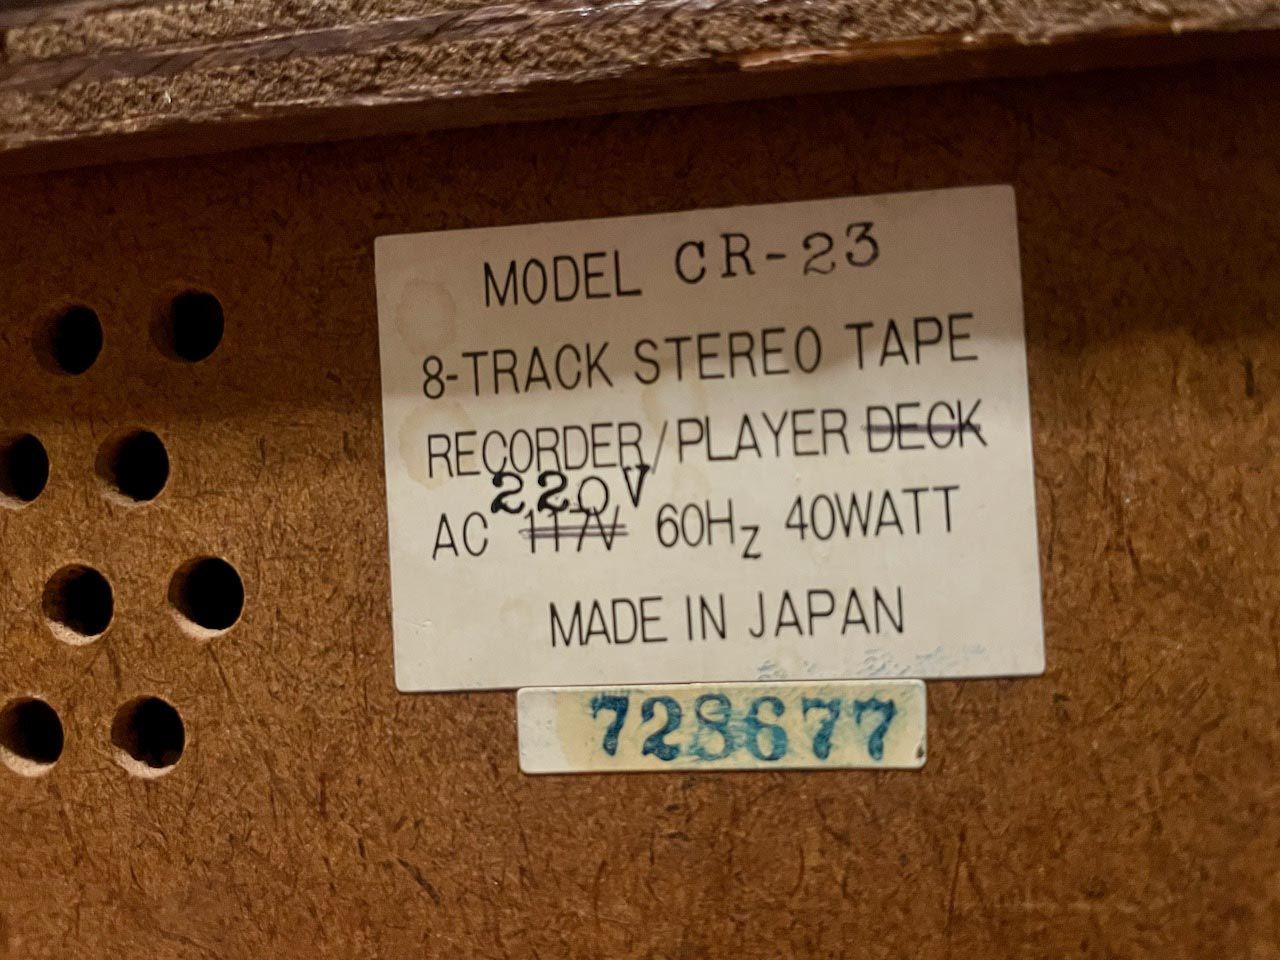 MODEL CR-23
8-TRACK STEREO TAPE
RECORDER/PLAYER DECK
220V
AC 117V 60Hz 40WATT
MADE IN JAPAN
728677